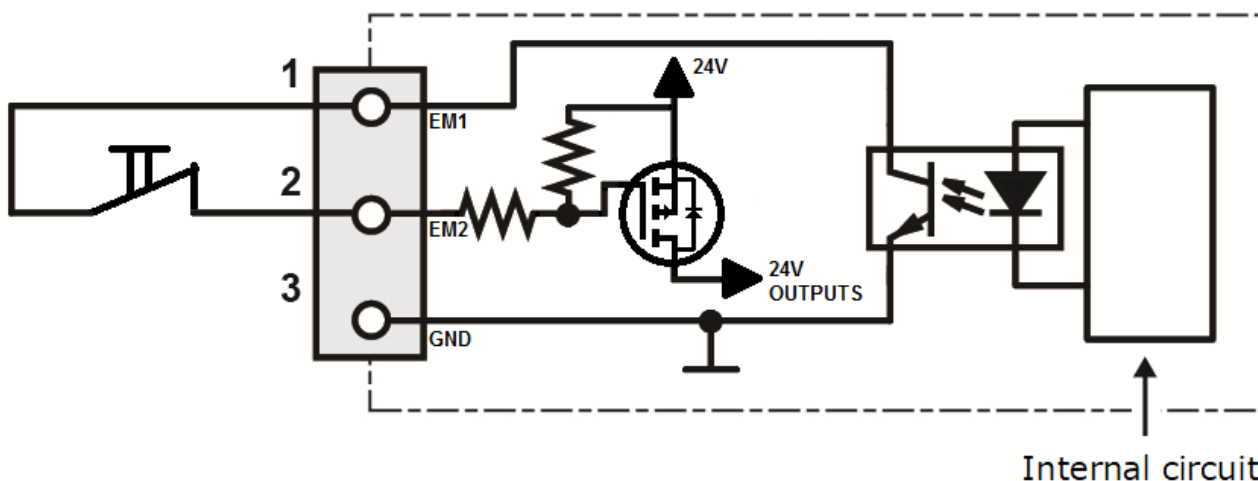 1
EM1
24V
2
EM2
24V
OUTPUTS
3
GND
Internal circuit